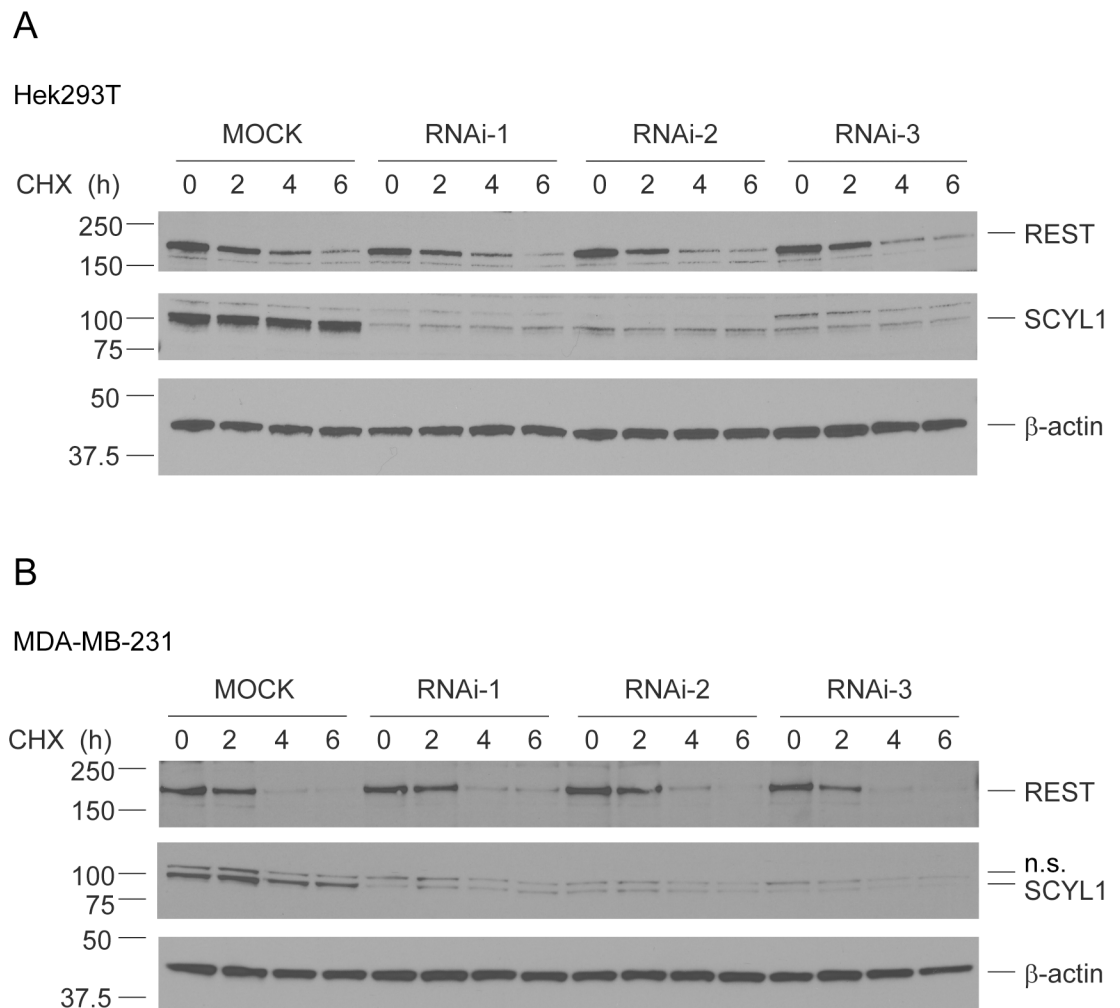 A
Hek293T
MOCK RNAi-1 RNAi-2 RNAi-3
CHX (h) 0 2 4 6 0 2 4 6 0 2 4 6 0 2 4 6
250
REST
150
100
SCYL1
75
50
β-actin
37.5
B
MDA-MB-231
MOCK RNAi-1 RNAi-2 RNAi-3
CHX (h) 0 2 4 6 0 2 4 6 0 2 4 6 0 2 4 6
250
REST
150
n.s.
100
SCYL1
75
50
β-actin
37.5